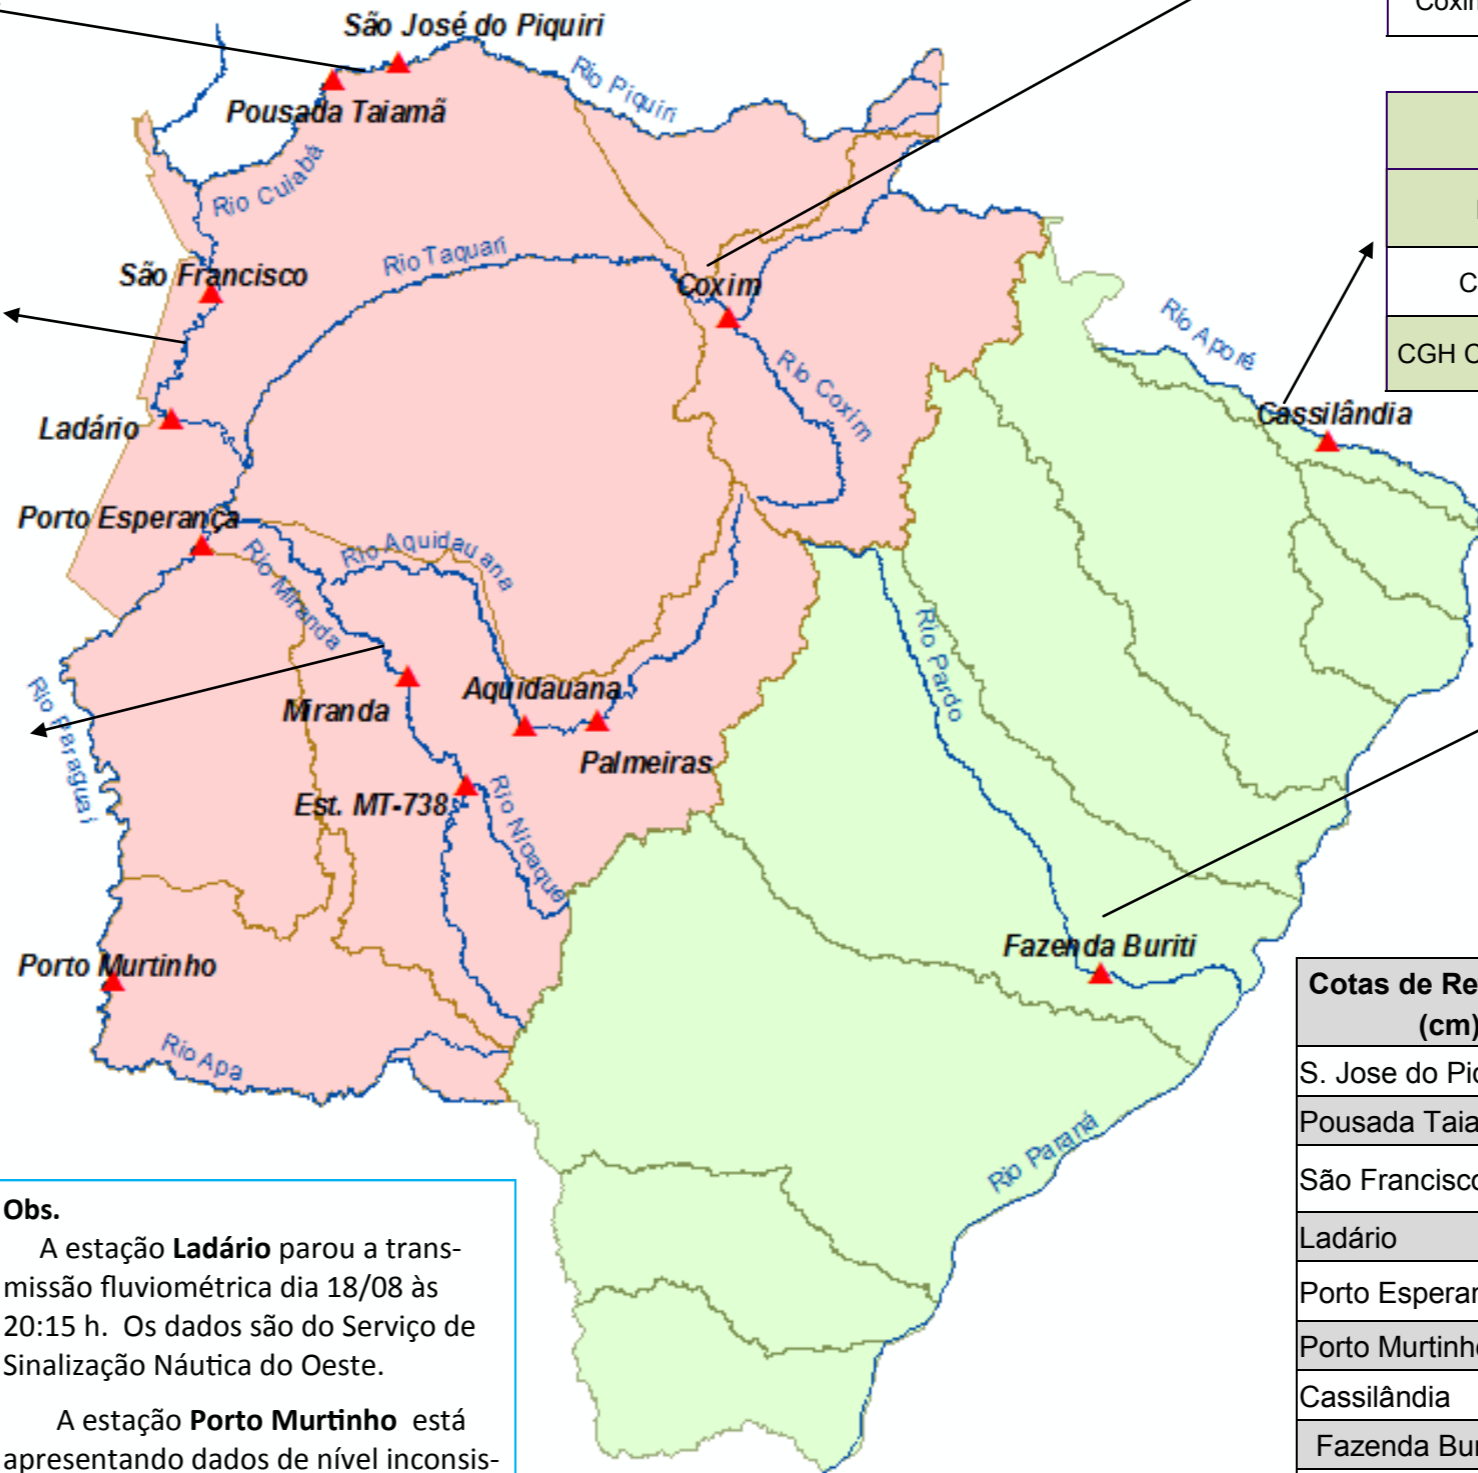 Coxim
São José do Piquiri
Rio Piquiri
Pousada Taiamã
Rio Cuiabá
São Francisco
Rio Taquari
Coxim
C
Rio Aporé
CGH C
Rio Coxim
Cassilândia
Ladário
Porto Esperança
Rio Aquidauana
Rio Miranda
Rio Pardo
Rio Paraguai
Aquidauana
Miranda
Palmeiras
Est. MT-738
Rio Nioaque
Fazenda Buriti
Porto Murtinho
Rio Apa
Rio Paraná
Cotas de Re
(cm)
S. Jose do Pi
Pousada Taia
São Francisco
Ladário
Porto Espera
Porto Murtinho
Cassilândia
Fazenda Bu
Obs.
A estação Ladário parou a trans-
missão fluviométrica dia 18/08 às
20:15 h. Os dados são do Serviço de
Sinalização Náutica do Oeste.
A estação Porto Murtinho está
apresentando dados de nível inconsis-